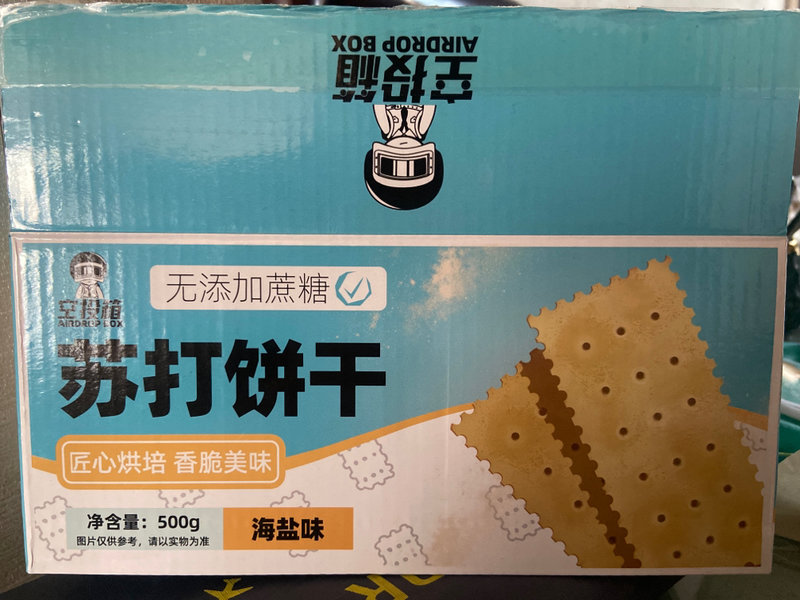 空投箱
AIRDROP BOX
空投箱
AIRDROP BOX
无添加蔗糖
苏打饼干
匠心烘培 香脆美味
净含量：500g
图片仅供参考，请以实物为准
海盐味